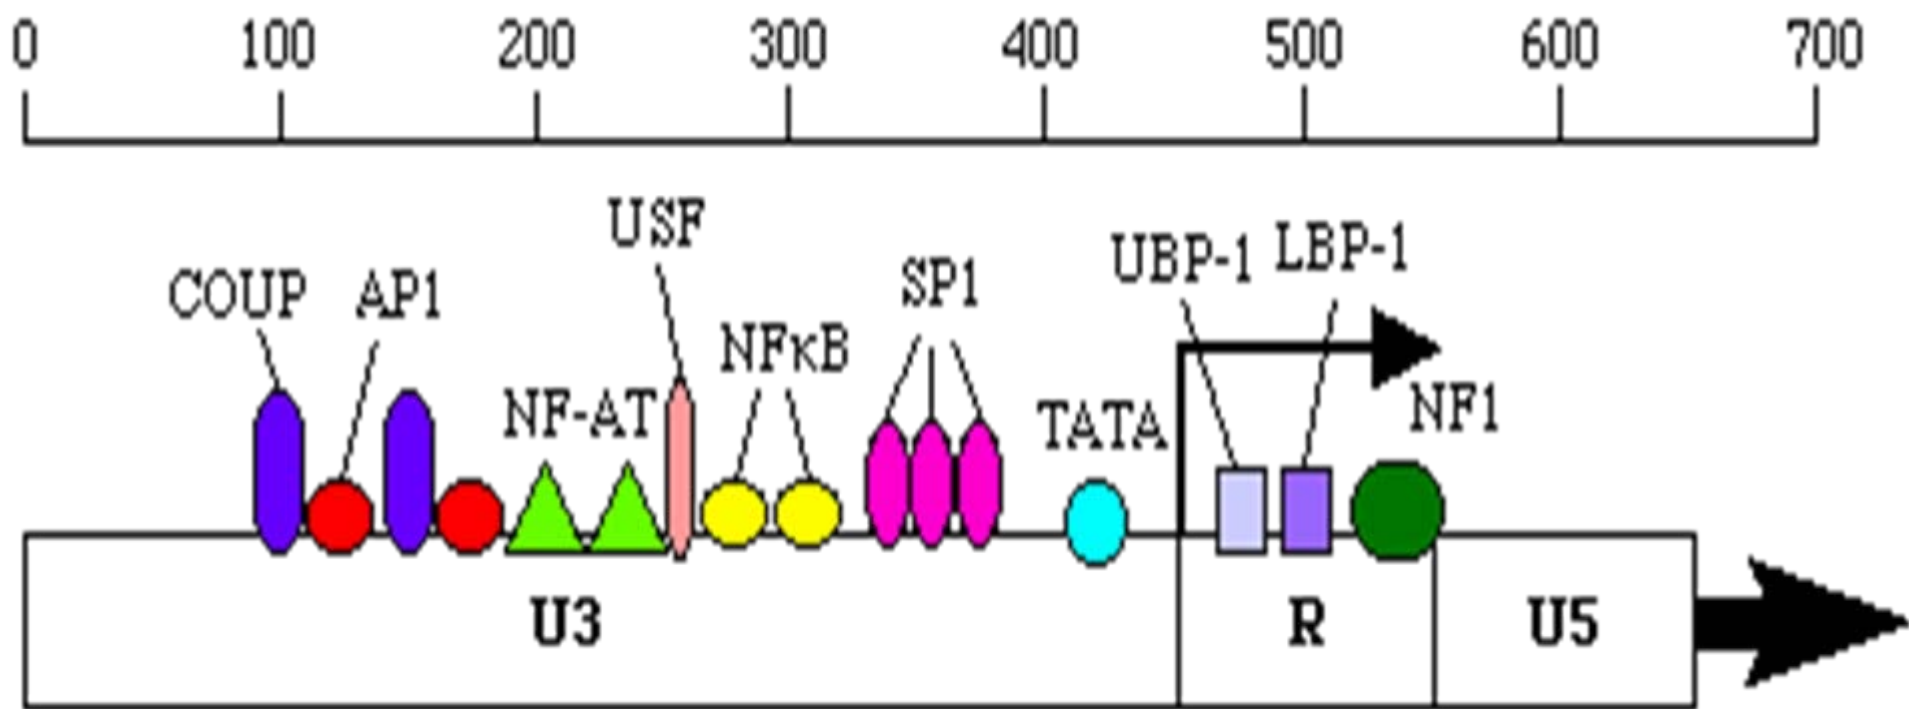 0 100 200 300 400 500 600 700
USF
COUP AP1
SP1
UBP-1 LBP-1
NFκB
NF-AT
TATA
NF1
U3 R U5